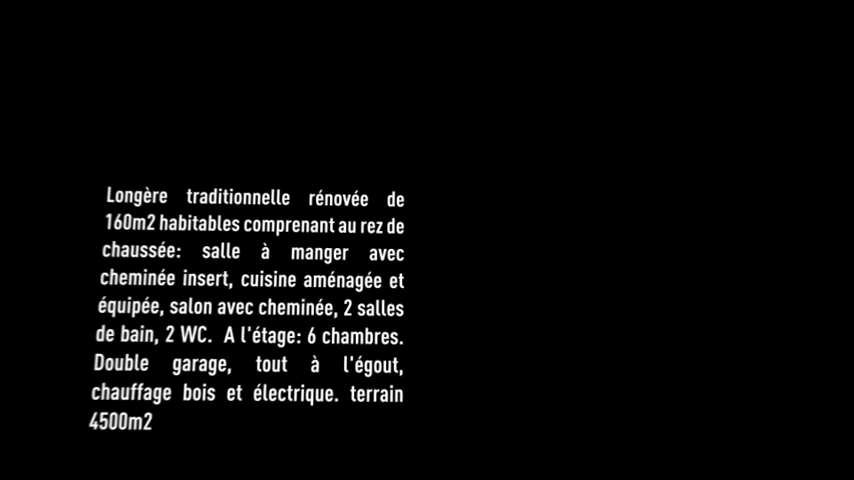 Longère traditionnelle rénovée de
160m2 habitables comprenant au rez de
chaussée: salle à manger avec
cheminée insert, cuisine aménagée et
équipée, salon avec cheminée, 2 salles
de bain, 2 WC. A l'étage: 6 chambres.
Double garage, tout à l'égout,
chauffage bois et électrique. terrain
4500m2